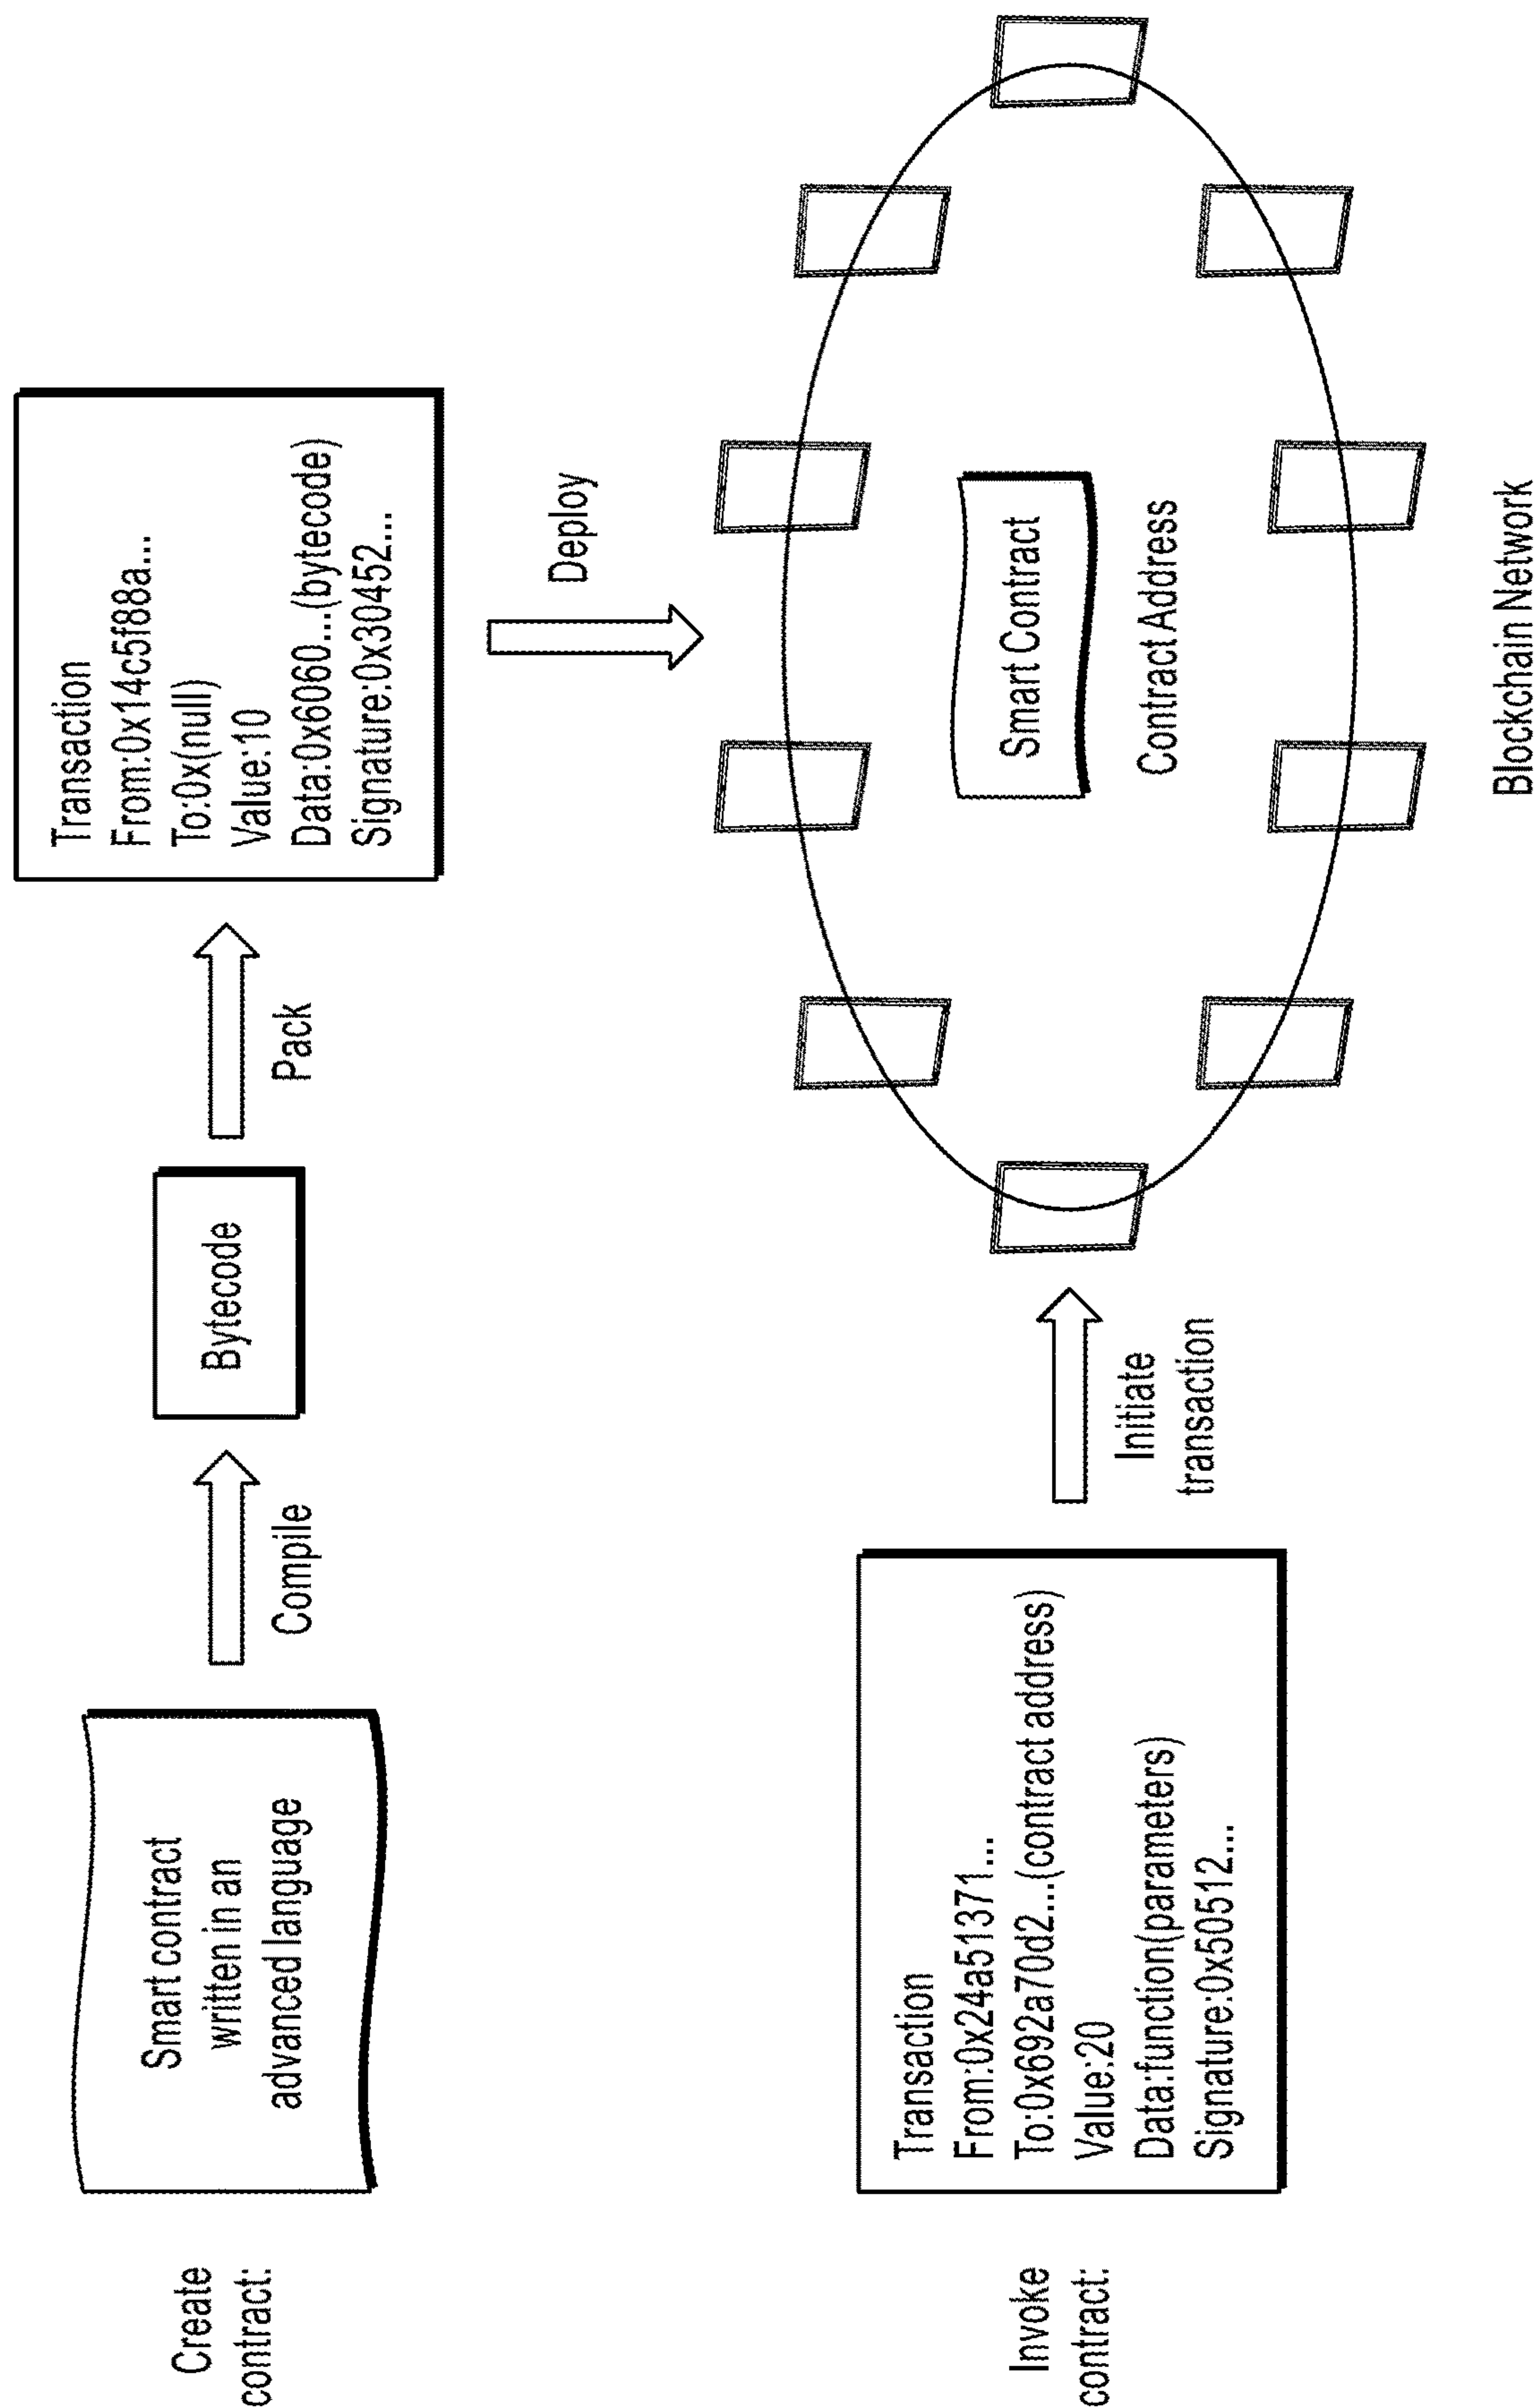 Create
contract:
Smart contract
written in an
advanced language
Compile
Bytecode
Pack
Transaction
From:0x14c5f88a...
To:0x(null)
Value:10
Data:0x6060...(bytecode)
Signature:0x30452...
Deploy
Invoke
contract:
Transaction
From:0x24a51371...
To:0x692a70d2...(contract address)
Value:20
Data:function(parameters)
Signature:0x50512...
Initiate
transaction
Smart Contract
Contract Address
Blockchain Network